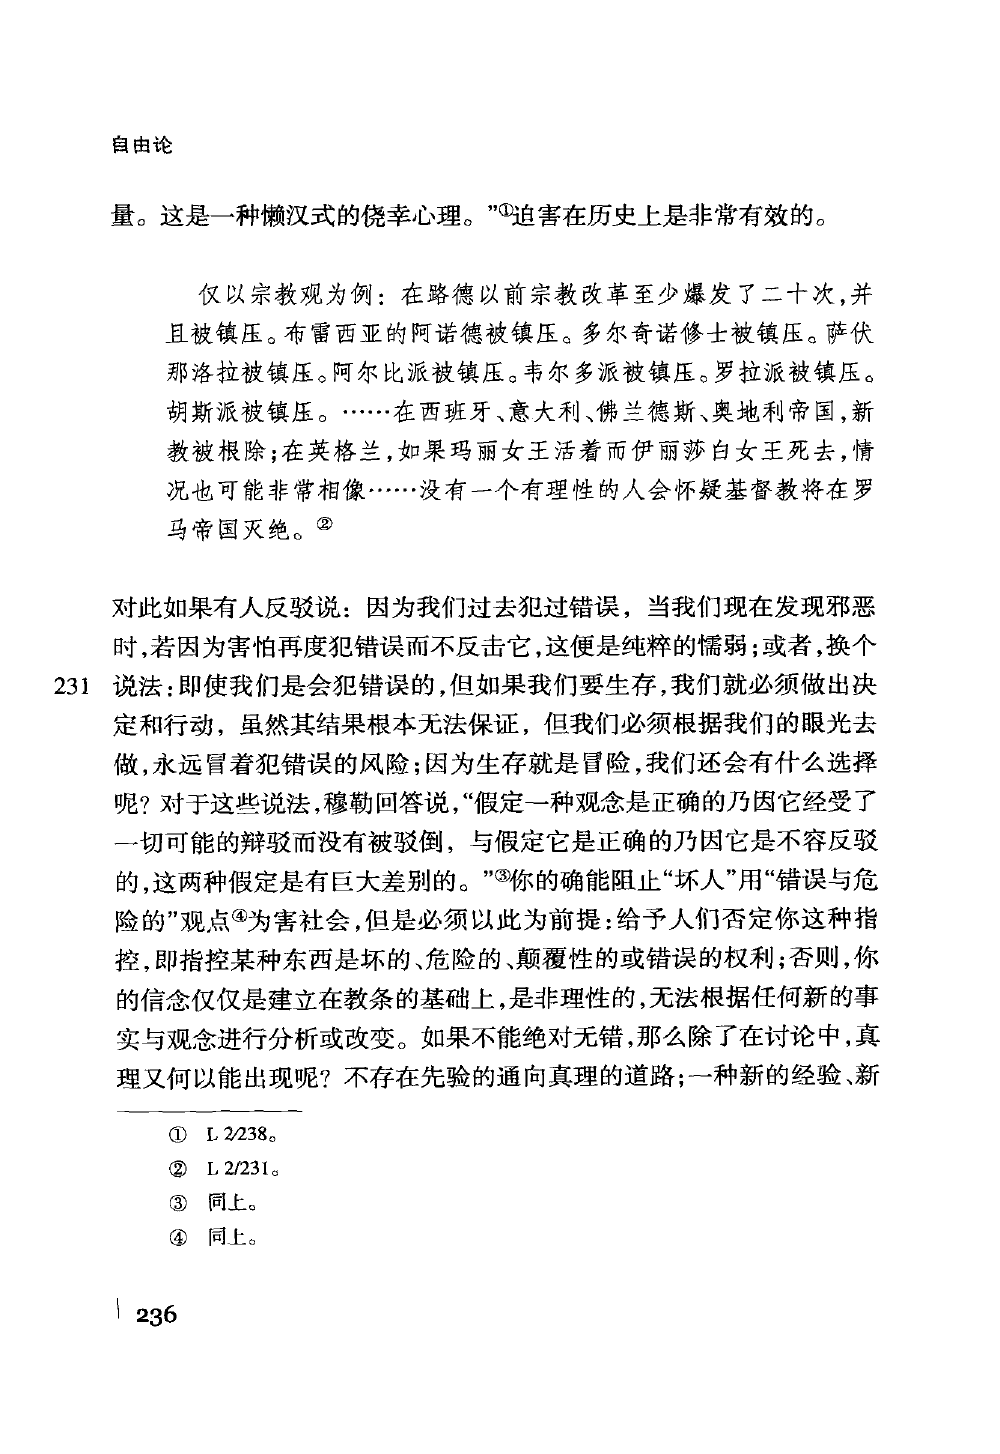 自由论
量。这是一种懒汉式的侥幸心理。”①迫害在历史上是非常有效的。
仅以宗教观为例：在路德以前宗教改革至少爆发了二十次,并
且被镇压。布雷西亚的阿诺德被镇压。多尔奇诺修士被镇压。萨伏
那洛拉被镇压。阿尔比派被镇压。韦尔多派被镇压。罗拉派被镇压。
胡斯派被镇压。……在西班牙、意大利、佛兰德斯、奥地利帝国,新
教被根除;在英格兰,如果玛丽女王活着而伊丽莎白女王死去,情
况也可能非常相像……没有一个有理性的人会怀疑基督教将在罗
马帝国灭绝。②
对此如果有人反驳说：因为我们过去犯过错误，当我们现在发现邪恶
时,若因为害怕再度犯错误而不反击它,这便是纯粹的懦弱;或者,换个
231 说法:即使我们是会犯错误的,但如果我们要生存,我们就必须做出决
定和行动，虽然其结果根本无法保证，但我们必须根据我们的眼光去
做,永远冒着犯错误的风险;因为生存就是冒险,我们还会有什么选择
呢？对于这些说法,穆勒回答说,“假定一种观念是正确的乃因它经受了
一切可能的辩驳而没有被驳倒，与假定它是正确的乃因它是不容反驳
的,这两种假定是有巨大差别的。”③你的确能阻止“坏人”用“错误与危
险的”观点④为害社会,但是必须以此为前提:给予人们否定你这种指
控,即指控某种东西是坏的、危险的、颠覆性的或错误的权利;否则,你
的信念仅仅是建立在教条的基础上,是非理性的,无法根据任何新的事
实与观念进行分析或改变。如果不能绝对无错,那么除了在讨论中,真
理又何以能出现呢？不存在先验的通向真理的道路;一种新的经验、新
① L 2/238。
② L 2/231。
③ 同上。
④ 同上。
236